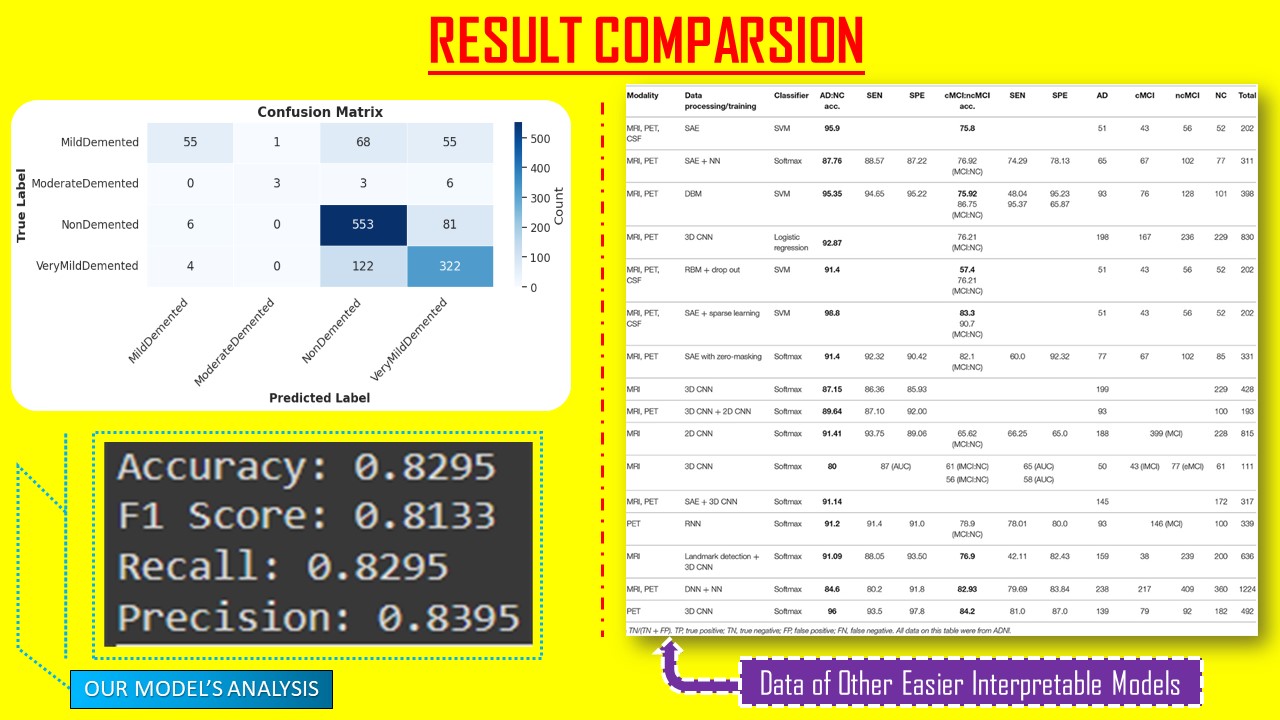 RESULT COMPARSION
Confusion Matrix
True Label
MildDemented 55 1 68 55
ModerateDemented 0 3 3 6
NonDemented 6 0 553 81
VeryMildDemented 4 0 122 322
MildDemented ModerateDemented NonDemented VeryMildDemented
Predicted Label
500
400
300
200
100
0
Count
Accuracy: 0.8295
F1 Score: 0.8133
Recall: 0.8295
Precision: 0.8395
OUR MODEL'S ANALYSIS
Modality Data Classifier AD:NC SEN SPE cMCI:ncMCI SEN SPE AD cMCI ncMCI NC Total
processing/training acc. acc.
MRI, PET, SAE SVM 95.9 75.8 51 43 56 52 202
CSF
MRI, PET SAE + NN Softmax 87.76 88.57 87.22 76.92 74.29 78.13 65 67 102 77 311
(MCI:NC)
MRI, PET DBM SVM 95.35 94.65 95.22 75.92 48.04 95.23 93 76 128 101 398
86.75 95.37 65.87
(MCI:NC)
MRI, PET 3D CNN Logistic 92.87 76.21 198 167 236 229 830
regression (MCI:NC)
MRI, PET, RBM + drop out SVM 91.4 57.4 51 43 56 52 202
CSF 76.21
(MCI:NC)
MRI, PET, SAE + sparse learning SVM 98.8 83.3 51 43 56 52 202
CSF 90.7
(MCI:NC)
MRI, PET SAE with zero-masking Softmax 91.4 92.32 90.42 82.1 60.0 92.32 77 67 102 85 331
(MCI:NC)
MRI 3D CNN Softmax 87.15 86.36 85.93 199 229 428
MRI, PET 3D CNN + 2D CNN Softmax 89.64 87.10 92.00 93 100 193
MRI 2D CNN Softmax 91.41 93.75 89.06 65.62 66.25 65.0 188 399 (MCI) 228 815
(MCI:NC)
MRI 3D CNN Softmax 80 87 (AUC) 61 (lMCI:NC) 65 (AUC) 50 43 (lMCI) 77 (eMCI) 61 111
56 (lMCI:NC) 58 (AUC)
MRI, PET SAE + 3D CNN Softmax 91.14 145 172 317
PET RNN Softmax 91.2 91.4 91.0 78.9 78.01 80.0 93 146 (MCI) 100 339
(MCI:NC)
MRI Landmark detection + Softmax 91.09 88.05 93.50 76.9 42.11 82.43 159 38 239 200 636
3D CNN
MRI, PET DNN + NN Softmax 84.6 80.2 91.8 82.93 79.69 83.84 238 217 409 360 1224
PET 3D CNN Softmax 96 93.5 97.8 84.2 81.0 87.0 139 79 92 182 492
TN/(TN + FP). TP, true positive; TN, true negative; FP, false positive; FN, false negative. All data on this table were from ADNI.
Data of Other Easier Interpretable Models